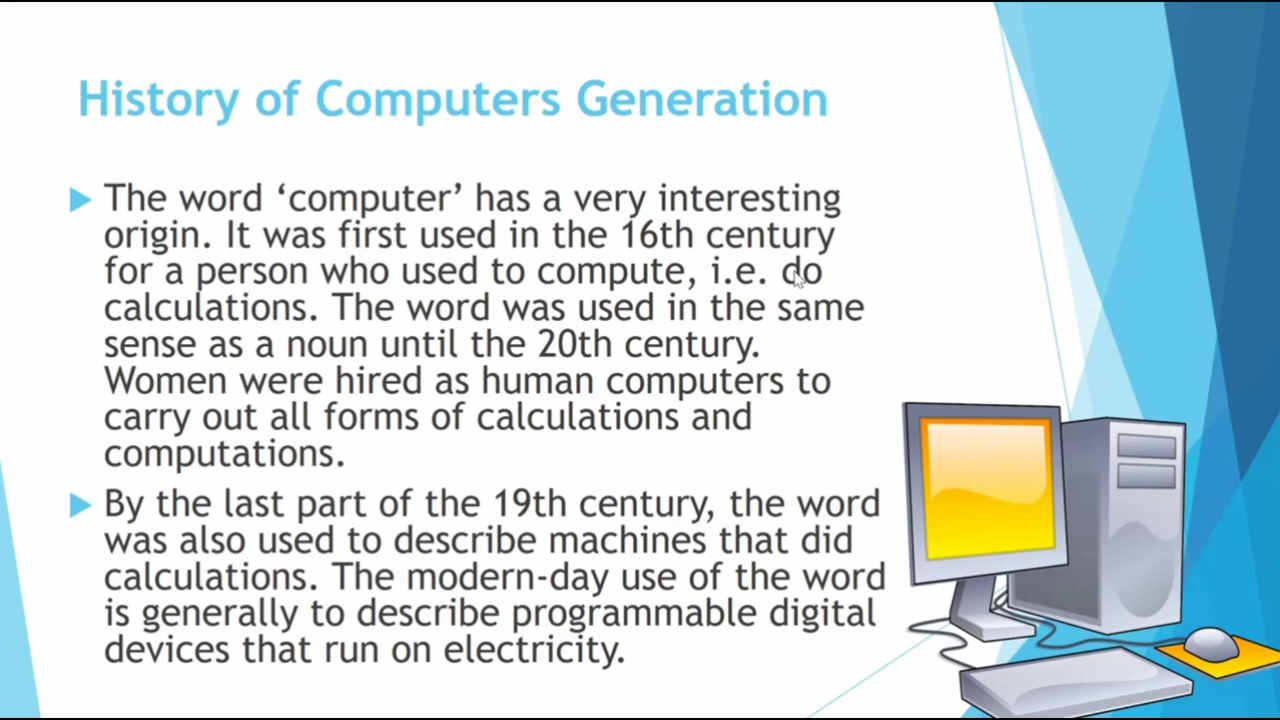 History of Computers Generation
The word ‘computer’ has a very interesting
origin. It was first used in the 16th century
for a person who used to compute, i.e. do
calculations. The word was used in the same
sense as a noun until the 20th century.
Women were hired as human computers to
carry out all forms of calculations and
computations.
By the last part of the 19th century, the word
was also used to describe machines that did
calculations. The modern-day use of the word
is generally to describe programmable digital
devices that run on electricity.